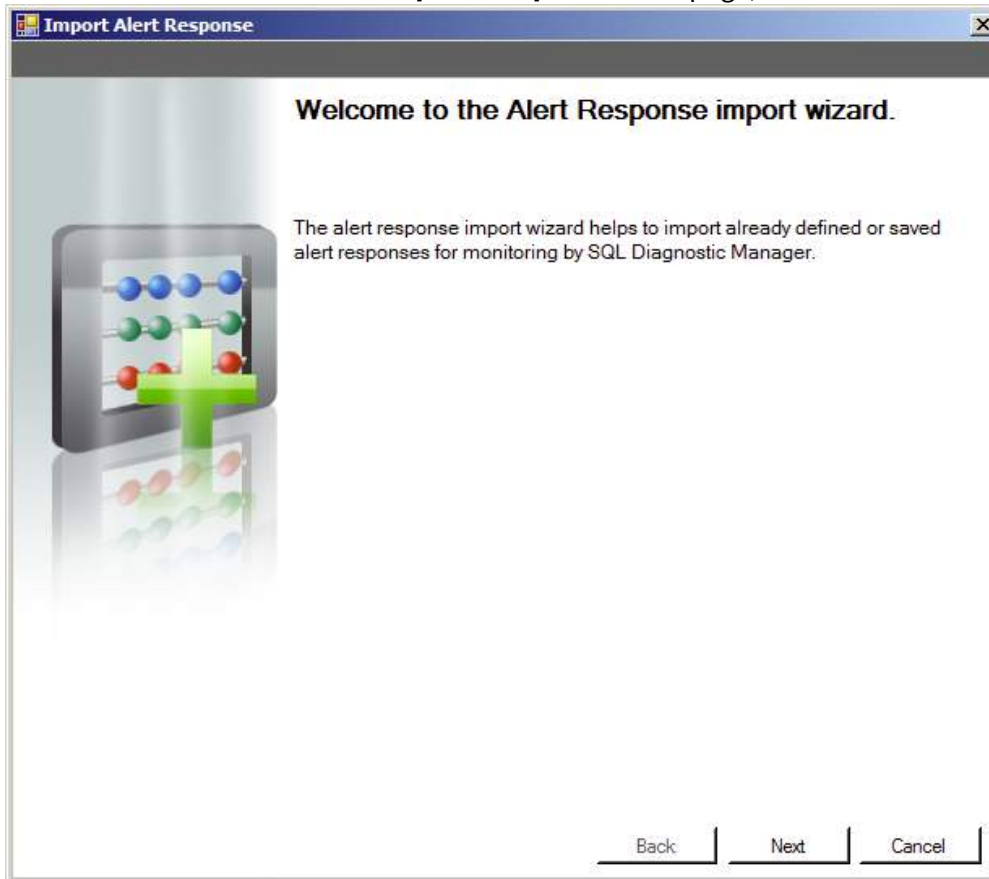 Import Alert Response
Welcome to the Alert Response import wizard.
The alert response import wizard helps to import already defined or saved
alert responses for monitoring by SQL Diagnostic Manager.
Back Next Cancel